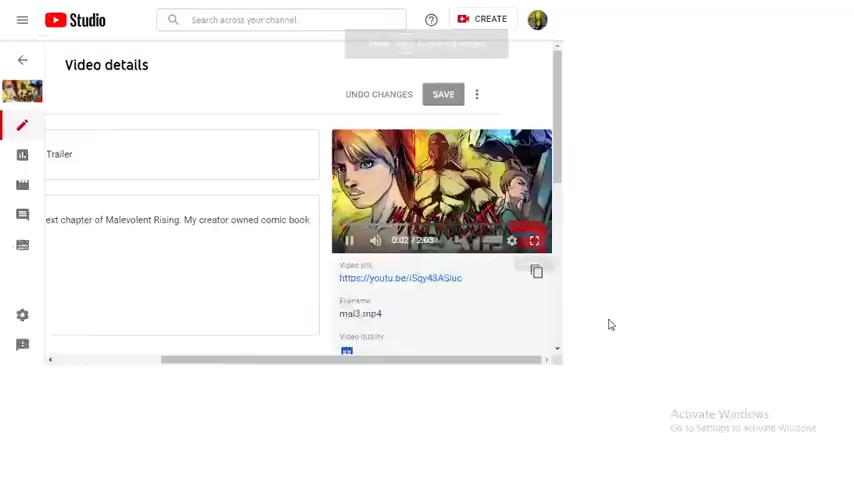 Studio
Search across your channel
CREATE
Video details
UNDO CHANGES
SAVE
Trailer
ext chapter of Malevolent Rising. My creator owned comic book
0:02 / 2:03
Video link
https://youtu.be/iSqy43ASiuc
Filename
mal3.mp4
Video quality
Activate Windows
Go to Settings to activate Windows.